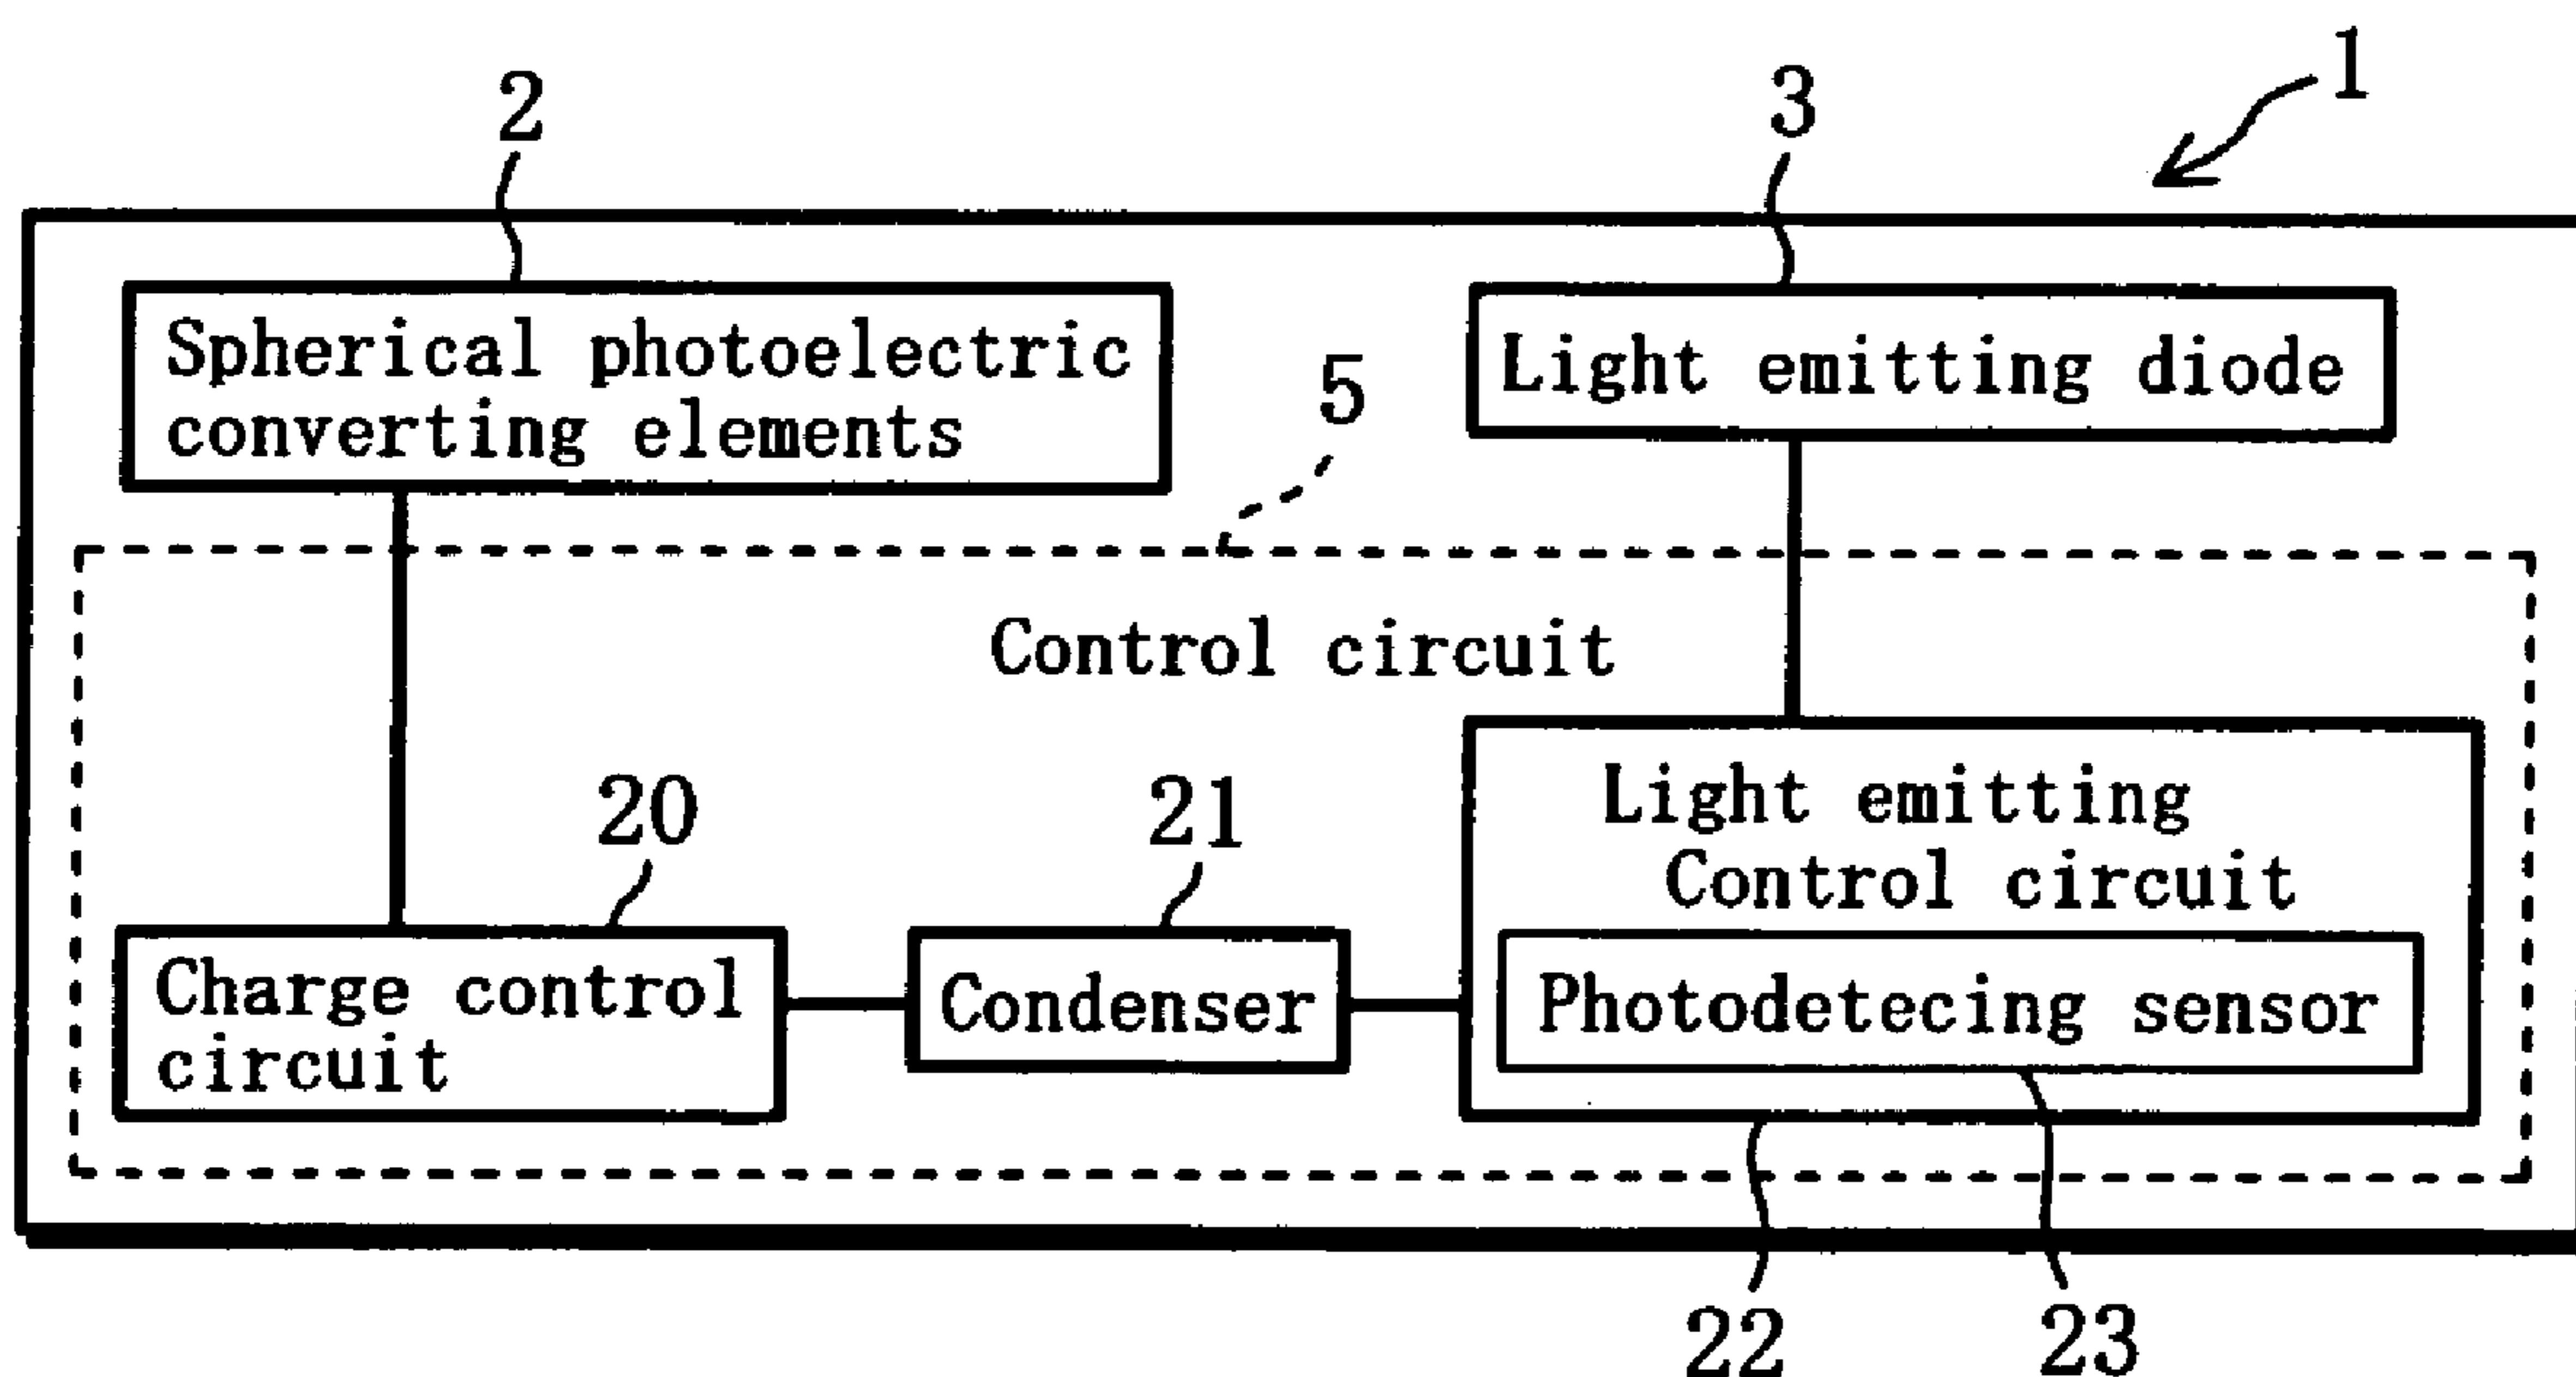 1
2
3
Spherical photoelectric
converting elements
Light emitting diode
5
Control circuit
20
21
Light emitting
Control circuit
Charge control
circuit
Condenser
Photodetecing sensor
22
23